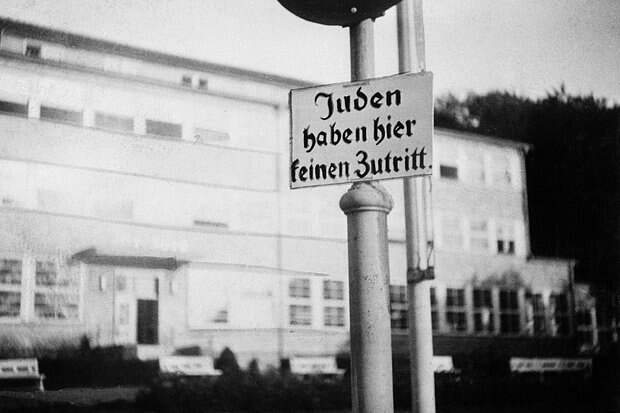 Juden
haben hier
keinen Zutritt.